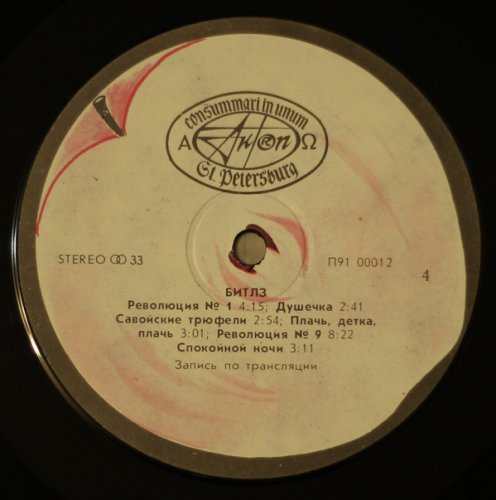 consummari in unum
Α АнTроп Ω
St. Petersburg
STEREO 33
П91 00012
4
БИТЛЗ
Революция № 1 4:15; Душечка 2:41
Савойские трюфели 2:54; Плачь, детка,
плачь 3:01; Революция № 9 8:22
Спокойной ночи 3:11
Запись по трансляции